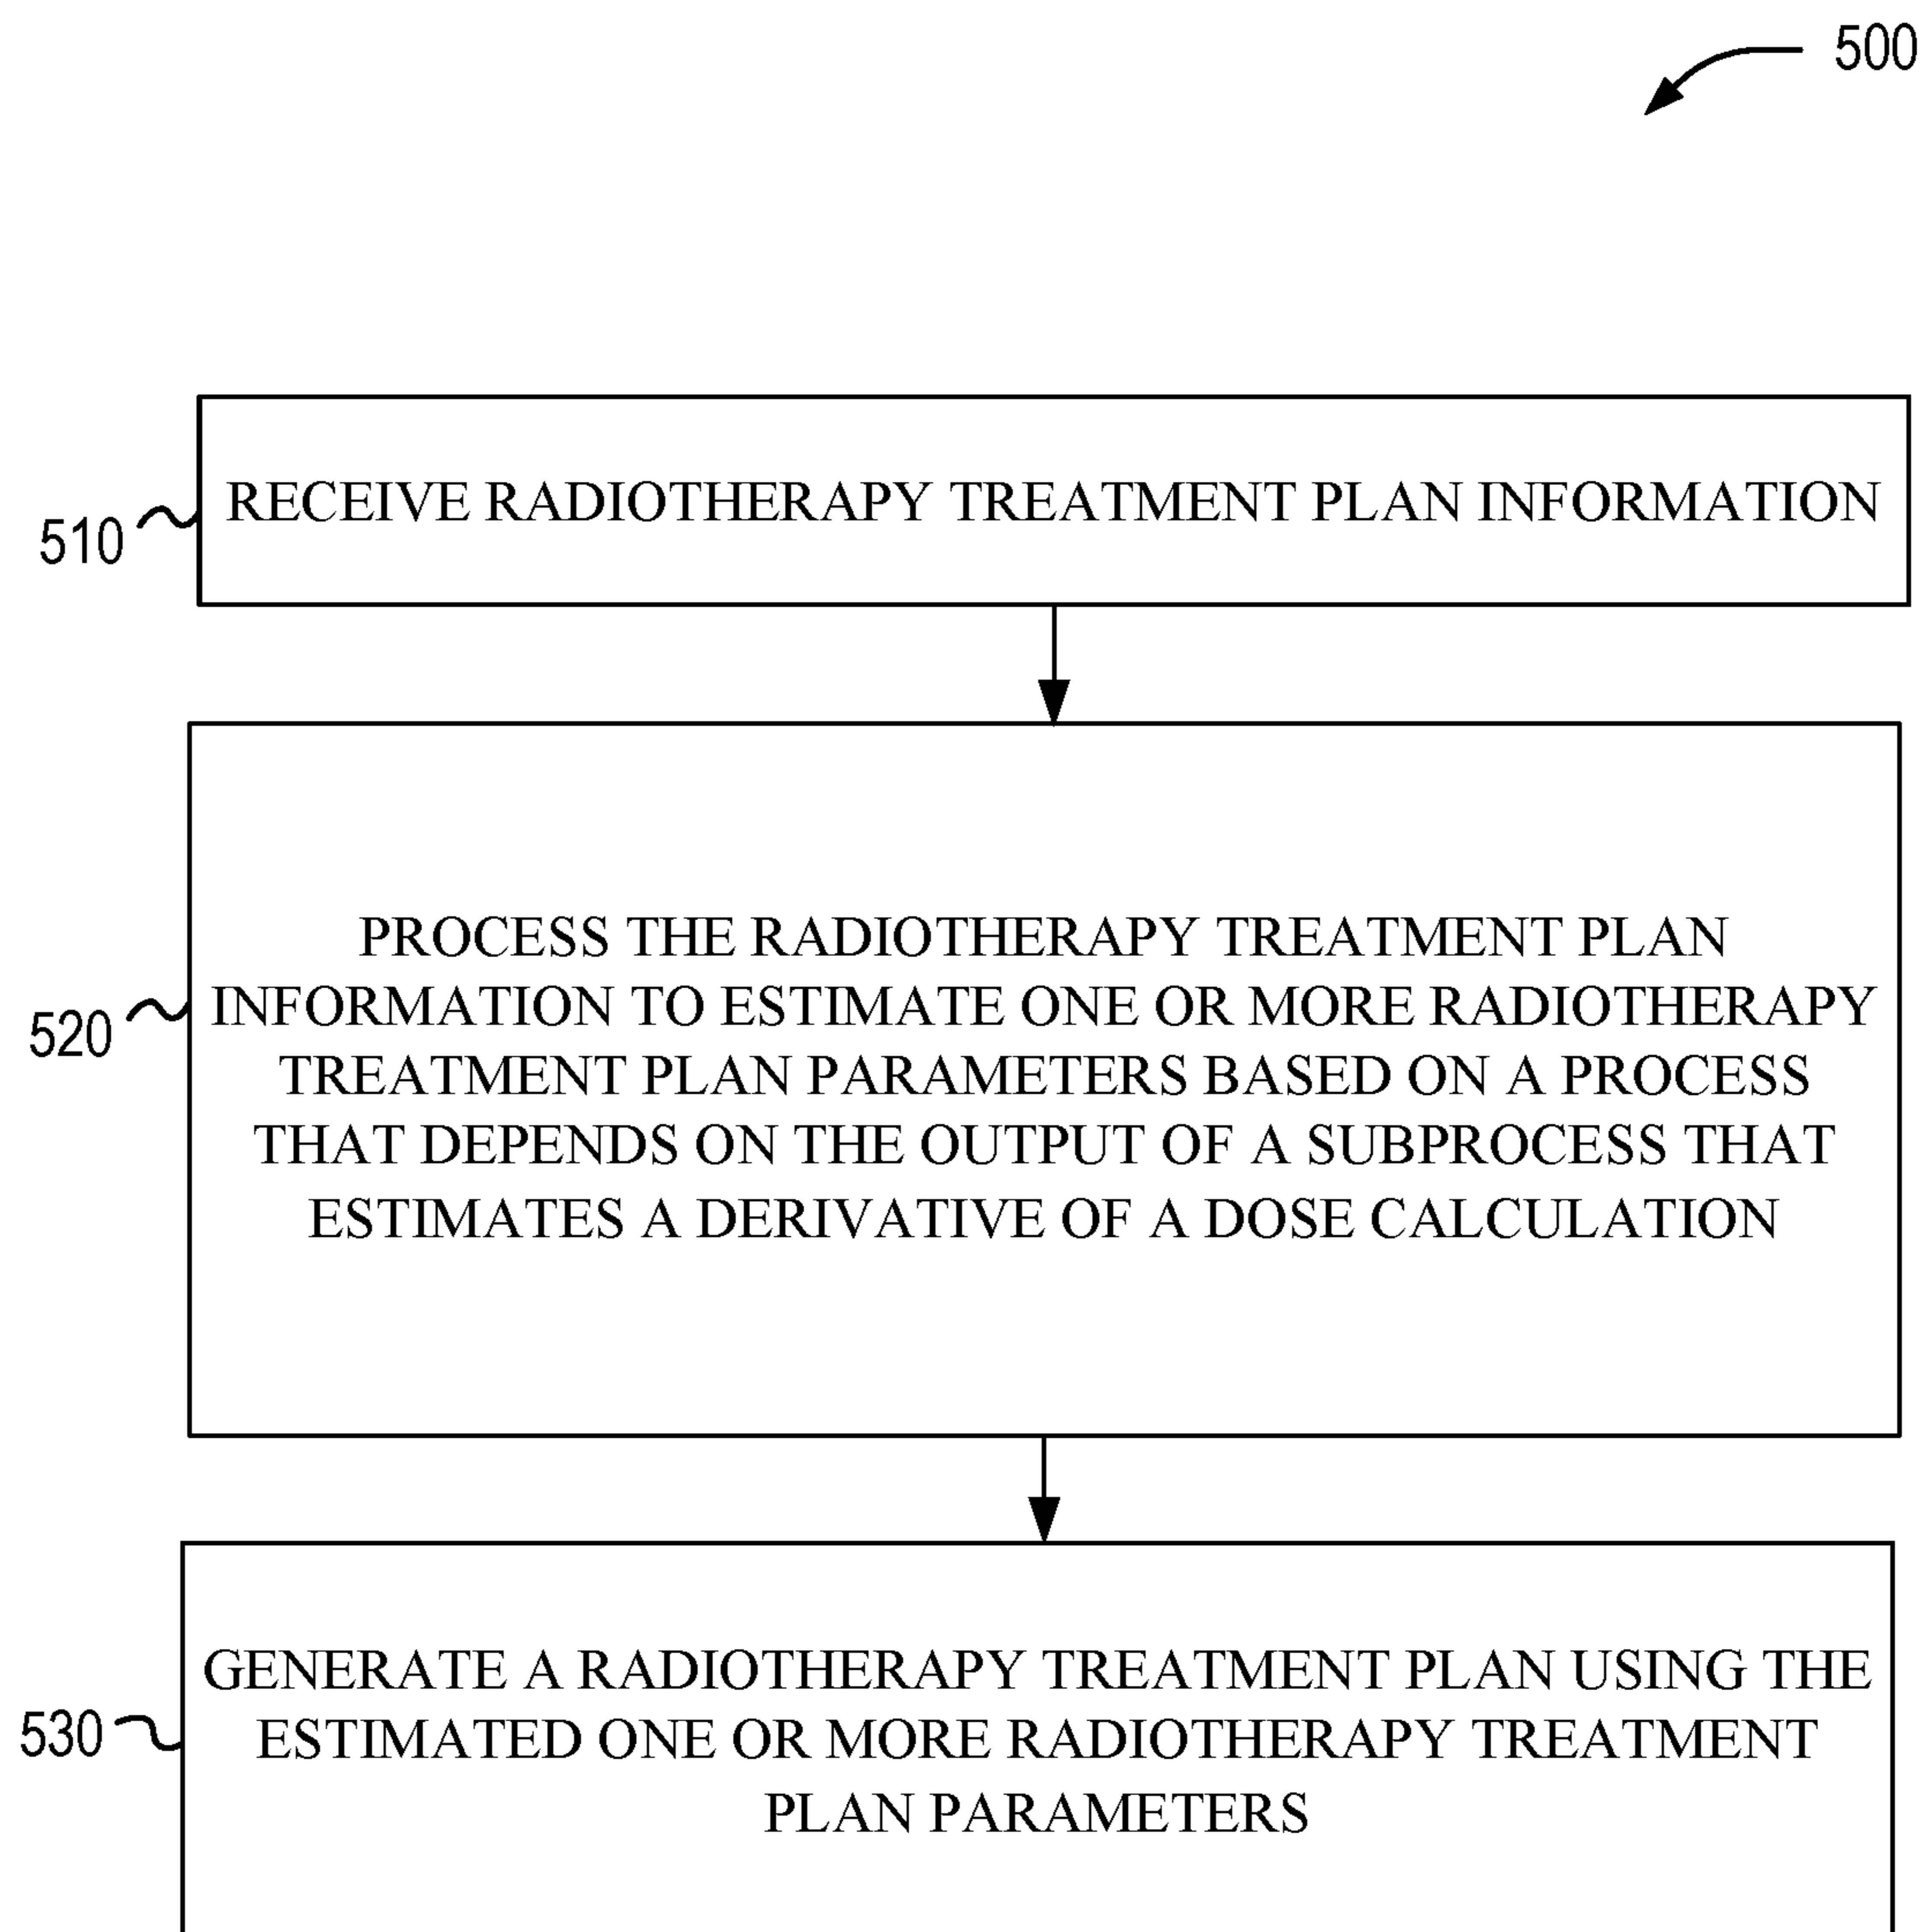 500
RECEIVE RADIOTHERAPY TREATMENT PLAN INFORMATION
510
PROCESS THE RADIOTHERAPY TREATMENT PLAN
INFORMATION TO ESTIMATE ONE OR MORE RADIOTHERAPY
TREATMENT PLAN PARAMETERS BASED ON A PROCESS
THAT DEPENDS ON THE OUTPUT OF A SUBPROCESS THAT
ESTIMATES A DERIVATIVE OF A DOSE CALCULATION
520
GENERATE A RADIOTHERAPY TREATMENT PLAN USING THE
ESTIMATED ONE OR MORE RADIOTHERAPY TREATMENT
PLAN PARAMETERS
530